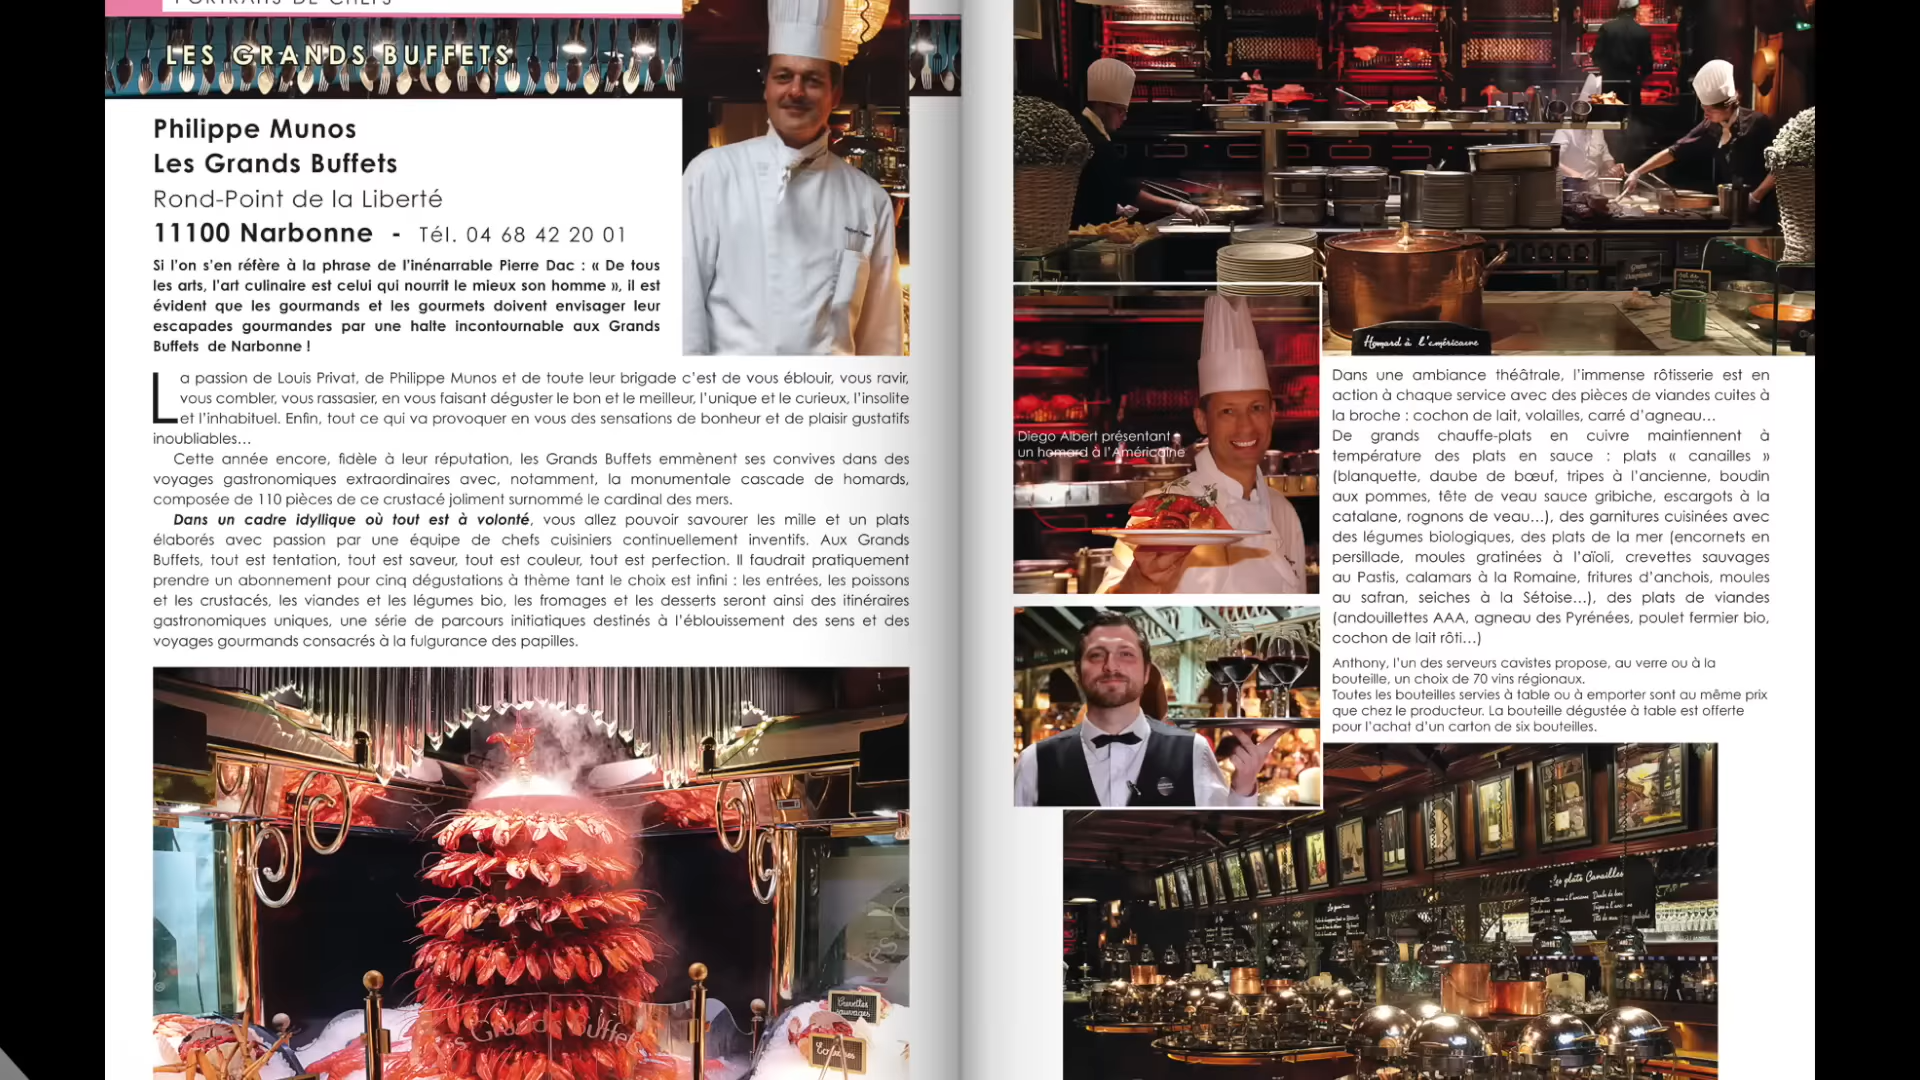 PORTRAITS DE CHEFS
LES GRANDS BUFFETS
Philippe Munos
Les Grands Buffets
Rond-Point de la Liberté
11100 Narbonne - Tél. 04 68 42 20 01
Si l’on s’en réfère à la phrase de l’inénarrable Pierre Dac : « De tous
les arts, l’art culinaire est celui qui nourrit le mieux son homme », il est
évident que les gourmands et les gourmets doivent envisager leur
escapades gourmandes par une halte incontournable aux Grands
Buffets de Narbonne !
La passion de Louis Privat, de Philippe Munos et de toute leur brigade c’est de vous éblouir, vous ravir,
vous combler, vous rassasier, en vous faisant déguster le bon et le meilleur, l’unique et le curieux, l’insolite
et l’inhabituel. Enfin, tout ce qui va provoquer en vous des sensations de bonheur et de plaisir gustatifs
inoubliables…
Cette année encore, fidèle à leur réputation, les Grands Buffets emmènent ses convives dans des
voyages gastronomiques extraordinaires avec, notamment, la monumentale cascade de homards,
composée de 110 pièces de ce crustacé joliment surnommé le cardinal des mers.
Dans un cadre idyllique où tout est à volonté, vous allez pouvoir savourer les mille et un plats
élaborés avec passion par une équipe de chefs cuisiniers continuellement inventifs. Aux Grands
Buffets, tout est tentation, tout est saveur, tout est couleur, tout est perfection. Il faudrait pratiquement
prendre un abonnement pour cinq dégustations à thème tant le choix est infini : les entrées, les poissons
et les crustacés, les viandes et les légumes bio, les fromages et les desserts seront ainsi des itinéraires
gastronomiques uniques, une série de parcours initiatiques destinés à l’éblouissement des sens et des
voyages gourmands consacrés à la fulgurance des papilles.
Les Grands Buffets
Crevettes
sauvages
Homard à l'américaine
Diego Albert présentant
un homard à l’Américaine
Dans une ambiance théâtrale, l’immense rôtisserie est en
action à chaque service avec des pièces de viandes cuites à
la broche : cochon de lait, volailles, carré d’agneau…
De grands chauffe-plats en cuivre maintiennent à
température des plats en sauce : plats « canailles »
(blanquette, daube de bœuf, tripes à l’ancienne, boudin
aux pommes, tête de veau sauce gribiche, escargots à la
catalane, rognons de veau…), des garnitures cuisinées avec
des légumes biologiques, des plats de la mer (encornets en
persillade, moules gratinées à l’aïoli, crevettes sauvages
au Pastis, calamars à la Romaine, fritures d’anchois, moules
au safran, seiches à la Sétoise…), des plats de viandes
(andouillettes AAA, agneau des Pyrénées, poulet fermier bio,
cochon de lait rôti…)
Anthony, l’un des serveurs cavistes propose, au verre ou à la
bouteille, un choix de 70 vins régionaux.
Toutes les bouteilles servies à table ou à emporter sont au même prix
que chez le producteur. La bouteille dégustée à table est offerte
pour l’achat d’un carton de six bouteilles.
Les plats Canailles